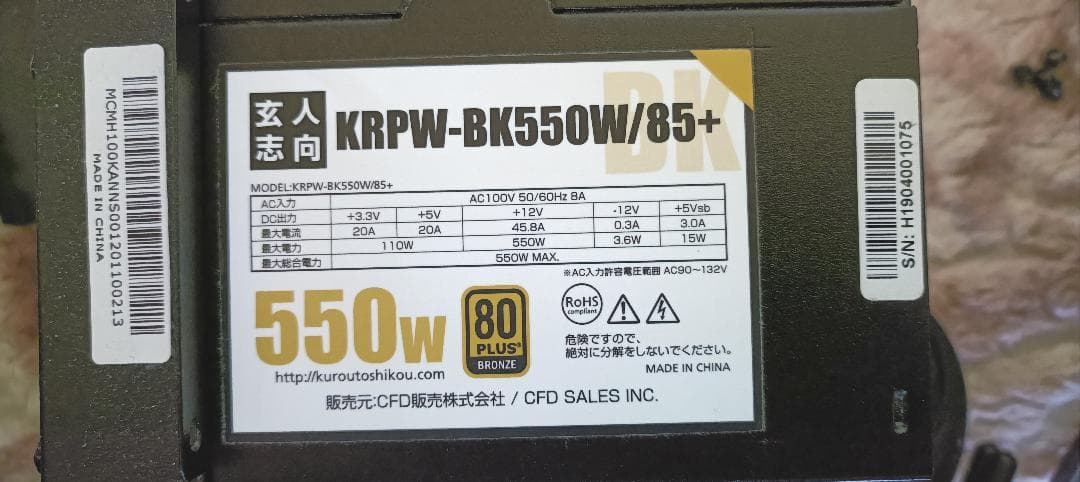 MCMH100KANNS001201100213
MADE IN CHINA
BK
玄人
志向
KRPW-BK550W/85+
MODEL:KRPW-BK550W/85+
AC入力 AC100V 50/60Hz 8A
DC出力 +3.3V +5V +12V -12V +5Vsb
最大電流 20A 20A 45.8A 0.3A 3.0A
最大電力 110W 550W 3.6W 15W
最大総合電力 550W MAX.
※AC入力許容電圧範囲 AC90~132V
550W
80
PLUS®
BRONZE
RoHS
compliant
危険ですので、
絶対に分解をしないでください。
MADE IN CHINA
http://kuroutoshikou.com
販売元:CFD販売株式会社 / CFD SALES INC.
S/N: H1904001075